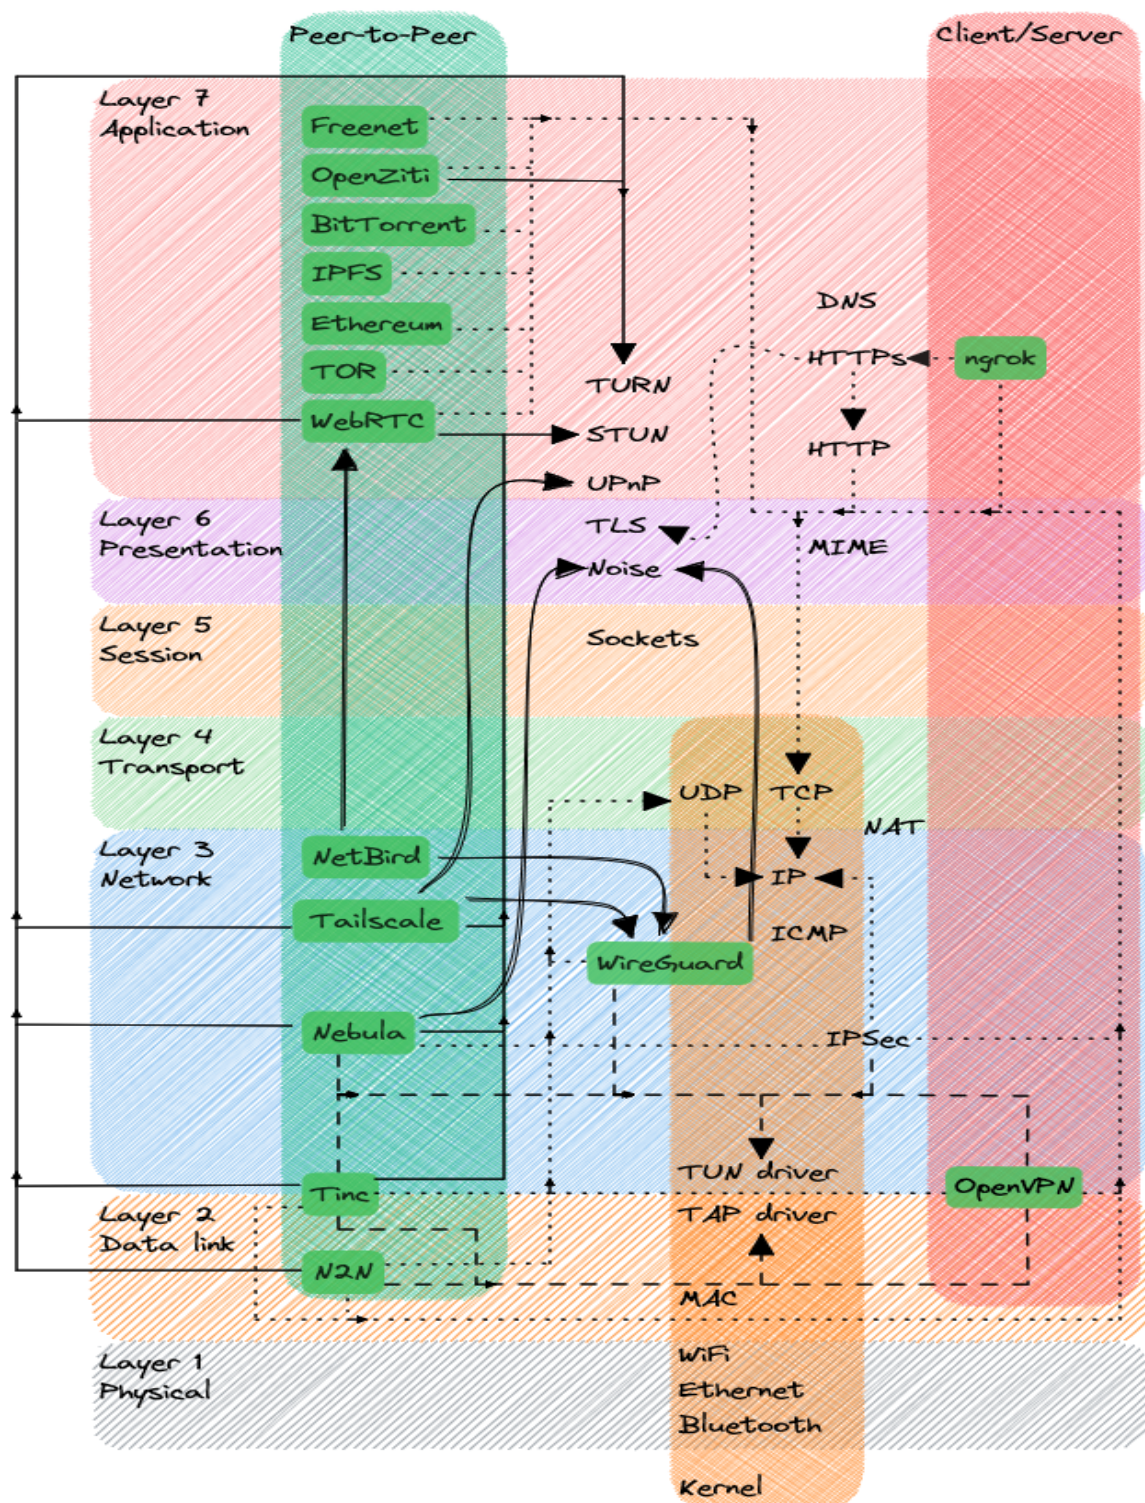 Peer-to-Peer
Client/Server
Layer 7
Application
Freenet
OpenZiti
BitTorrent
IPFS
Ethereum
TOR
WebRTC
DNS
HTTPs
ngrok
TURN
STUN
HTTP
UPnP
Layer 6
Presentation
TLS
MIME
Noise
Layer 5
Session
Sockets
Layer 4
Transport
UDP
TCP
NAT
Layer 3
Network
NetBird
IP
Tailscale
ICMP
WireGuard
Nebula
IPSec
TUN driver
Tinc
OpenVPN
Layer 2
Data link
TAP driver
N2N
MAC
Layer 1
Physical
WiFi
Ethernet
Bluetooth
Kernel